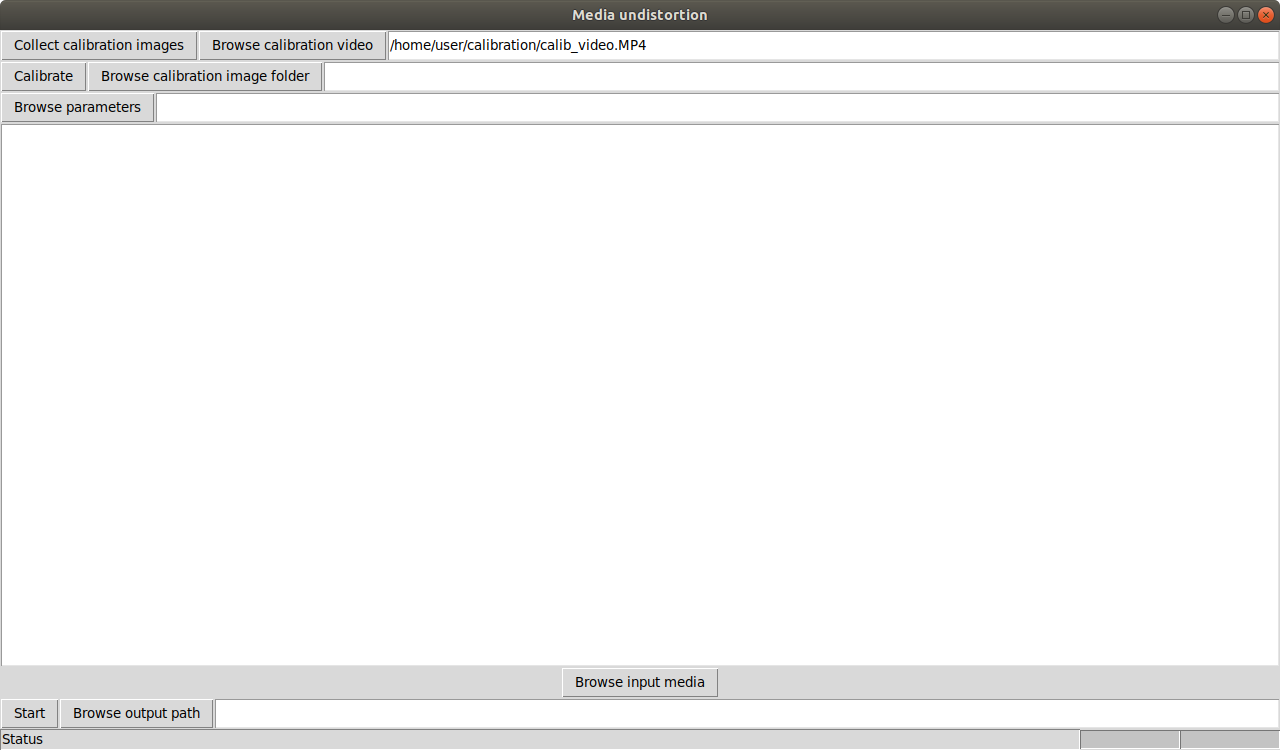 Media undistortion
Collect calibration images Browse calibration video /home/user/calibration/calib_video.MP4
Calibrate Browse calibration image folder
Browse parameters
Browse input media
Start Browse output path
Status